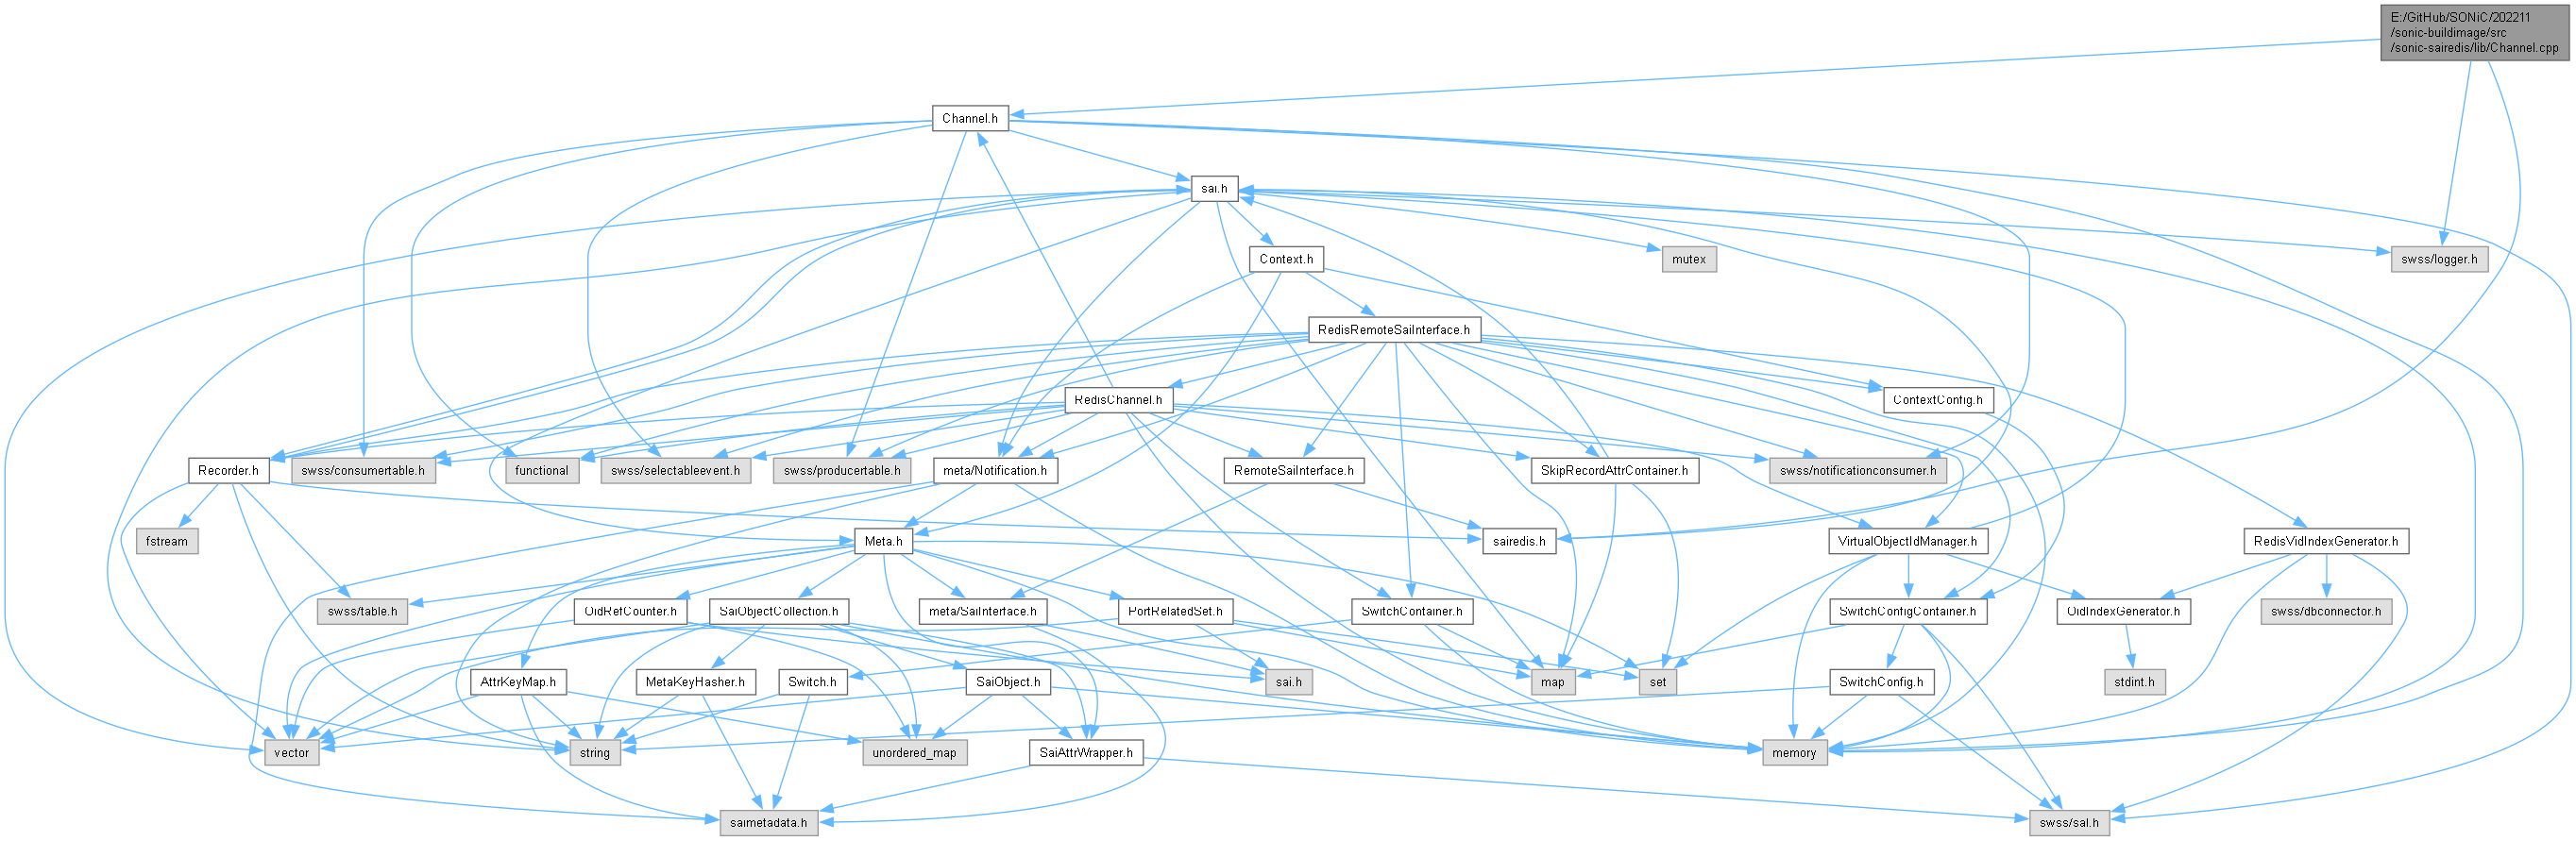 E:/GitHub/SONiC/202211
/sonic-buildimage/src
/sonic-sairedis/lib/Channel.cpp
Channel.h
sai.h
Context.h
mutex
swss/logger.h
RedisRemoteSaiInterface.h
RedisChannel.h
ContextConfig.h
Recorder.h
swss/consumertable.h
functional
swss/selectableevent.h
swss/producertable.h
meta/Notification.h
RemoteSaiInterface.h
SkipRecordAttrContainer.h
swss/notificationconsumer.h
fstream
Meta.h
sairedis.h
VirtualObjectIdManager.h
RedisVidIndexGenerator.h
swss/table.h
OidRefCounter.h
SaiObjectCollection.h
meta/SaiInterface.h
PortRelatedSet.h
SwitchContainer.h
SwitchConfigContainer.h
OidIndexGenerator.h
swss/dbconnector.h
AttrKeyMap.h
MetaKeyHasher.h
Switch.h
SaiObject.h
sai.h
map
set
SwitchConfig.h
stdint.h
vector
string
unordered_map
SaiAttrWrapper.h
memory
saimetadata.h
swss/sal.h